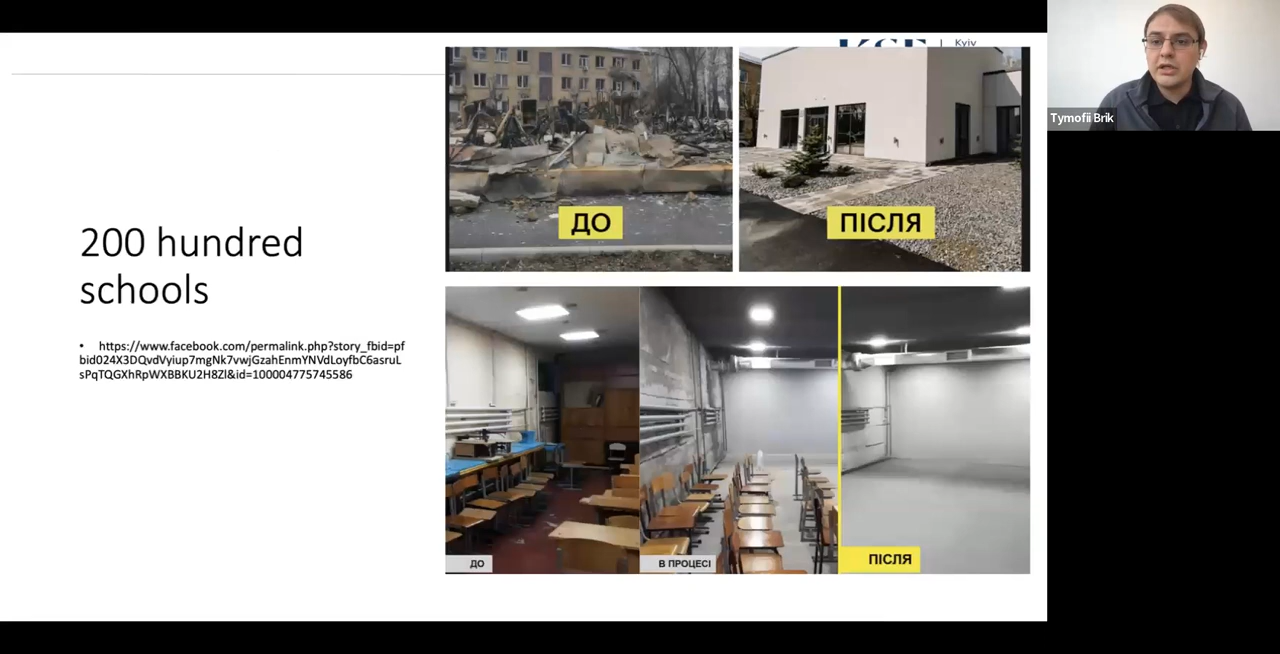 Kyiv
Tymofii Brik
ДО
ПІСЛЯ
200 hundred
schools
• https://www.facebook.com/permalink.php?story_fbid=pf
bid024X3DQvdVyiup7mgNk7vwjGzahEnmYNVdLoyfbC6asruL
sPqTQGXhRpWXBBKU2H8Zl&id=100004775745586
ДО
В ПРОЦЕСІ
ПІСЛЯ